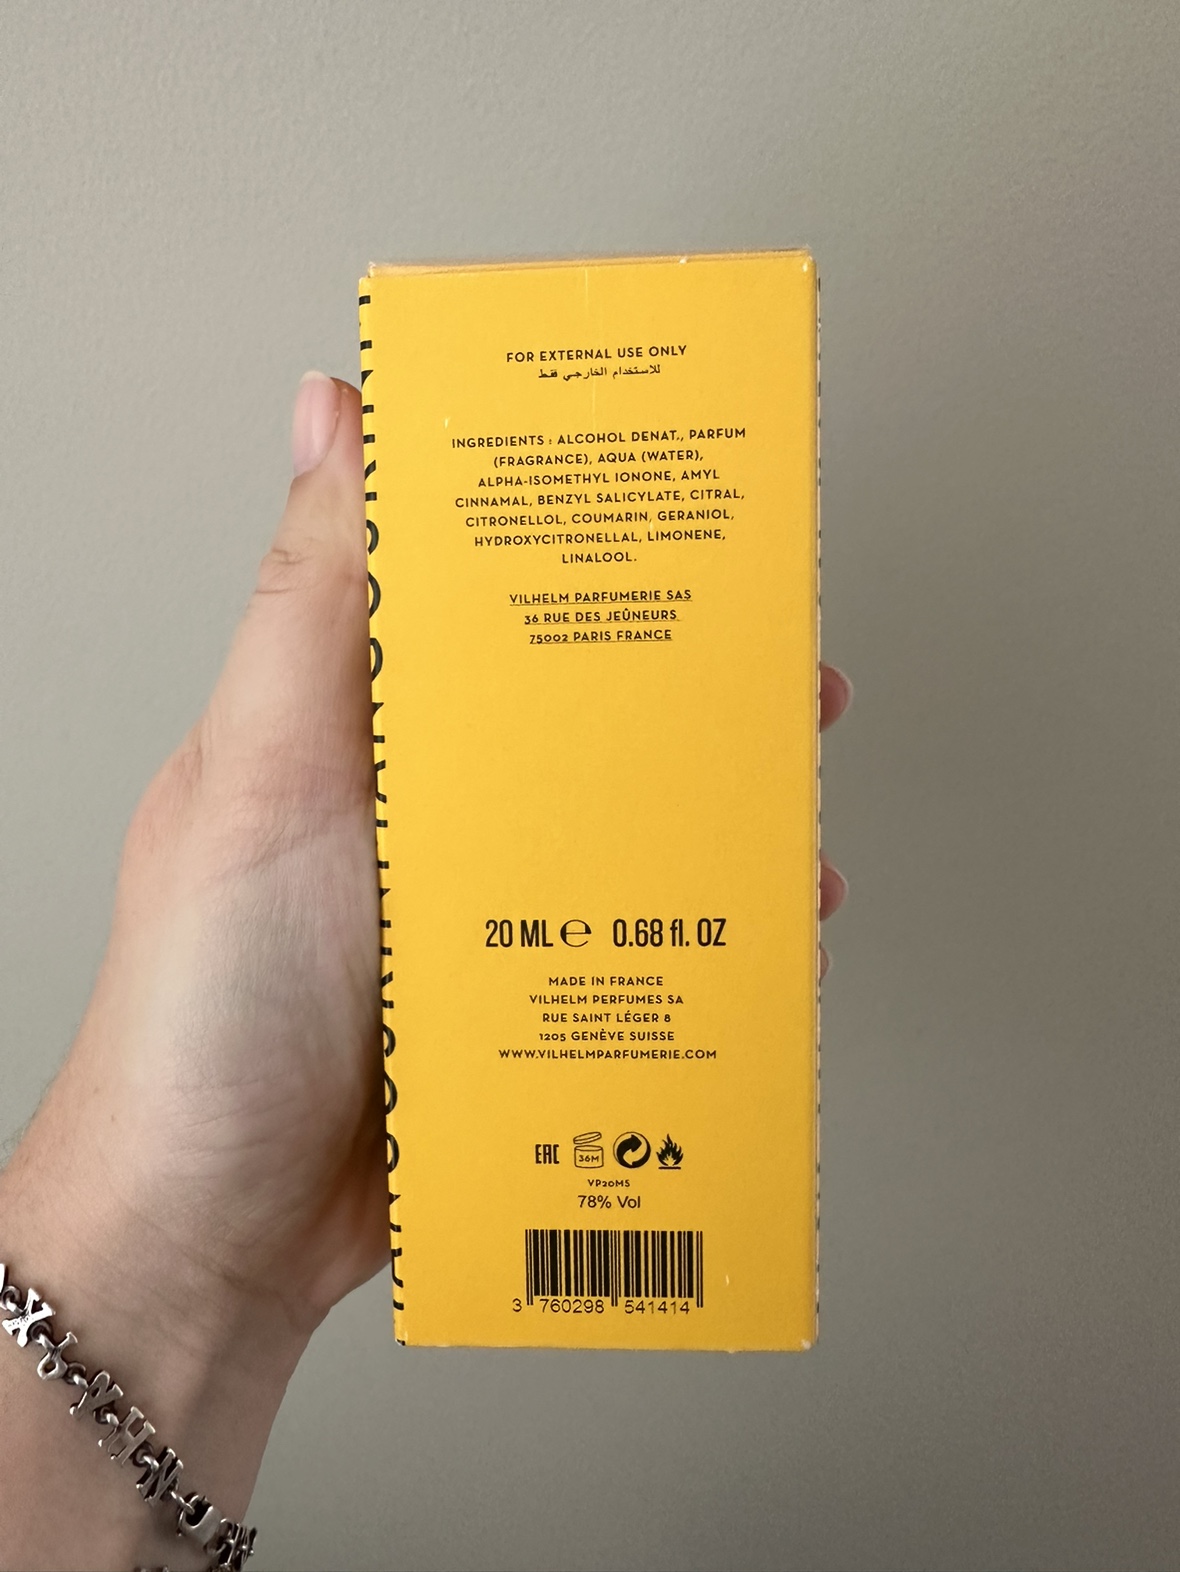 FOR EXTERNAL USE ONLY
للاستخدام الخارجي فقط
INGREDIENTS : ALCOHOL DENAT., PARFUM
(FRAGRANCE), AQUA (WATER),
ALPHA-ISOMETHYL IONONE, AMYL
CINNAMAL, BENZYL SALICYLATE, CITRAL,
CITRONELLOL, COUMARIN, GERANIOL,
HYDROXYCITRONELLAL, LIMONENE,
LINALOOL.
VILHELM PARFUMERIE SAS
36 RUE DES JEÛNEURS
75002 PARIS FRANCE
20 ML ℮ 0.68 fl. OZ
MADE IN FRANCE
VILHELM PERFUMES SA
RUE SAINT LÉGER 8
1205 GENÈVE SUISSE
WWW.VILHELMPARFUMERIE.COM
EAC 36M
VP20MS
78% Vol
3 760298 541414